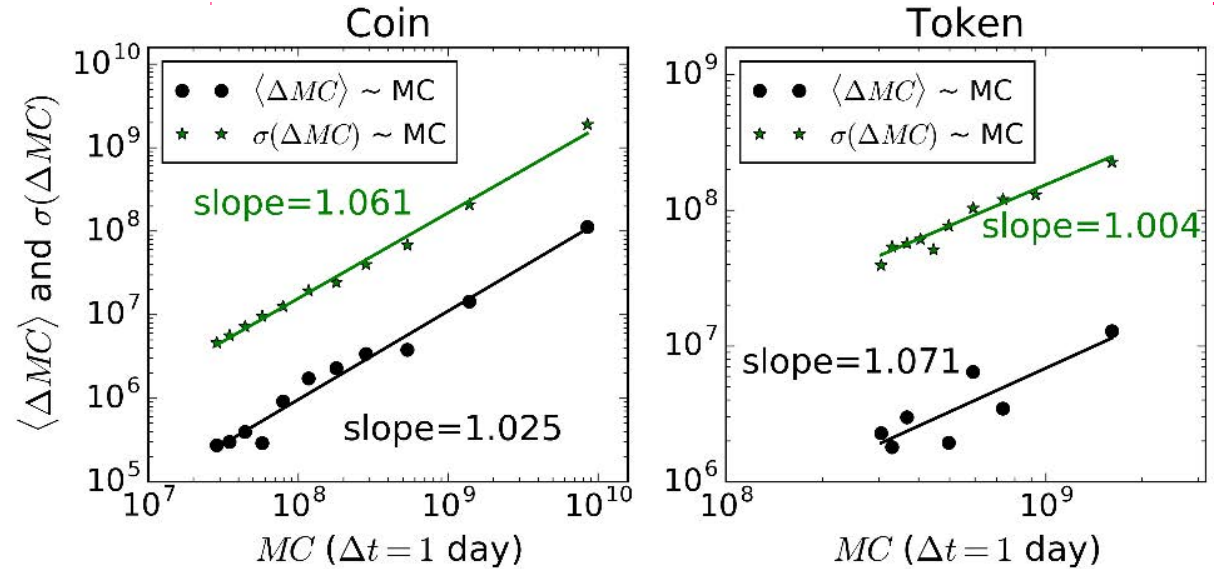 Coin
⟨ΔMC⟩ and σ(ΔMC)
10^10
10^9
10^8
10^7
10^6
10^5
⟨ΔMC⟩ ~ MC
σ(ΔMC) ~ MC
slope=1.061
slope=1.025
10^7
10^8
10^9
10^10
MC (Δt = 1 day)
Token
10^9
10^8
10^7
10^6
⟨ΔMC⟩ ~ MC
σ(ΔMC) ~ MC
slope=1.004
slope=1.071
10^8
10^9
MC (Δt = 1 day)